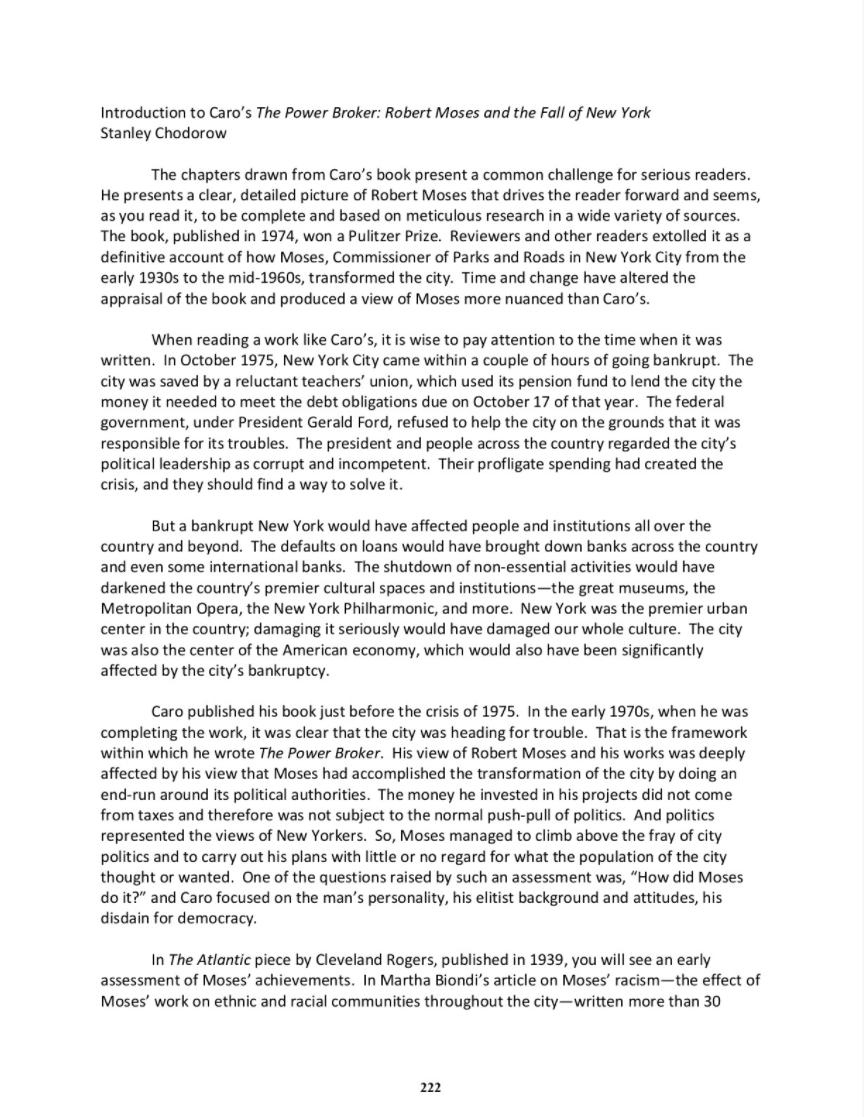 Introduction to Caro’s The Power Broker: Robert Moses and the Fall of New York
Stanley Chodorow
The chapters drawn from Caro’s book present a common challenge for serious readers.
He presents a clear, detailed picture of Robert Moses that drives the reader forward and seems,
as you read it, to be complete and based on meticulous research in a wide variety of sources.
The book, published in 1974, won a Pulitzer Prize.  Reviewers and other readers extolled it as a
definitive account of how Moses, Commissioner of Parks and Roads in New York City from the
early 1930s to the mid-1960s, transformed the city.  Time and change have altered the
appraisal of the book and produced a view of Moses more nuanced than Caro’s.
When reading a work like Caro’s, it is wise to pay attention to the time when it was
written.  In October 1975, New York City came within a couple of hours of going bankrupt.  The
city was saved by a reluctant teachers’ union, which used its pension fund to lend the city the
money it needed to meet the debt obligations due on October 17 of that year.  The federal
government, under President Gerald Ford, refused to help the city on the grounds that it was
responsible for its troubles.  The president and people across the country regarded the city’s
political leadership as corrupt and incompetent.  Their profligate spending had created the
crisis, and they should find a way to solve it.
But a bankrupt New York would have affected people and institutions all over the
country and beyond.  The defaults on loans would have brought down banks across the country
and even some international banks.  The shutdown of non-essential activities would have
darkened the country’s premier cultural spaces and institutions—the great museums, the
Metropolitan Opera, the New York Philharmonic, and more.  New York was the premier urban
center in the country; damaging it seriously would have damaged our whole culture.  The city
was also the center of the American economy, which would also have been significantly
affected by the city’s bankruptcy.
Caro published his book just before the crisis of 1975.  In the early 1970s, when he was
completing the work, it was clear that the city was heading for trouble.  That is the framework
within which he wrote The Power Broker.  His view of Robert Moses and his works was deeply
affected by his view that Moses had accomplished the transformation of the city by doing an
end-run around its political authorities.  The money he invested in his projects did not come
from taxes and therefore was not subject to the normal push-pull of politics.  And politics
represented the views of New Yorkers.  So, Moses managed to climb above the fray of city
politics and to carry out his plans with little or no regard for what the population of the city
thought or wanted.  One of the questions raised by such an assessment was, “How did Moses
do it?” and Caro focused on the man’s personality, his elitist background and attitudes, his
disdain for democracy.
In The Atlantic piece by Cleveland Rogers, published in 1939, you will see an early
assessment of Moses’ achievements.  In Martha Biondi’s article on Moses’ racism—the effect of
Moses’ work on ethnic and racial communities throughout the city—written more than 30
222